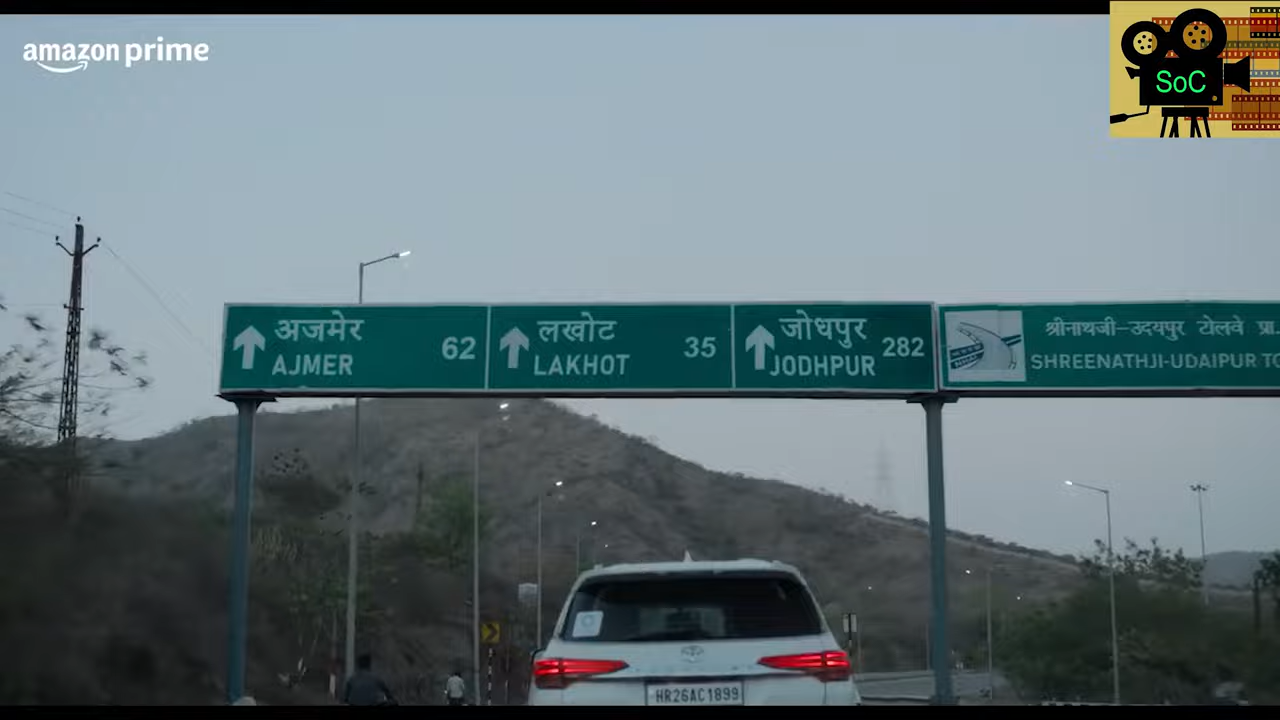 amazon prime
SoC
अजमेर
AJMER
62
लखोट
LAKHOT
35
जोधपुर
JODHPUR
282
श्रीनाथजी-उदयपुर टोलवे प्रा.
SHREENATHJI-UDAIPUR TO
HR26AC1899